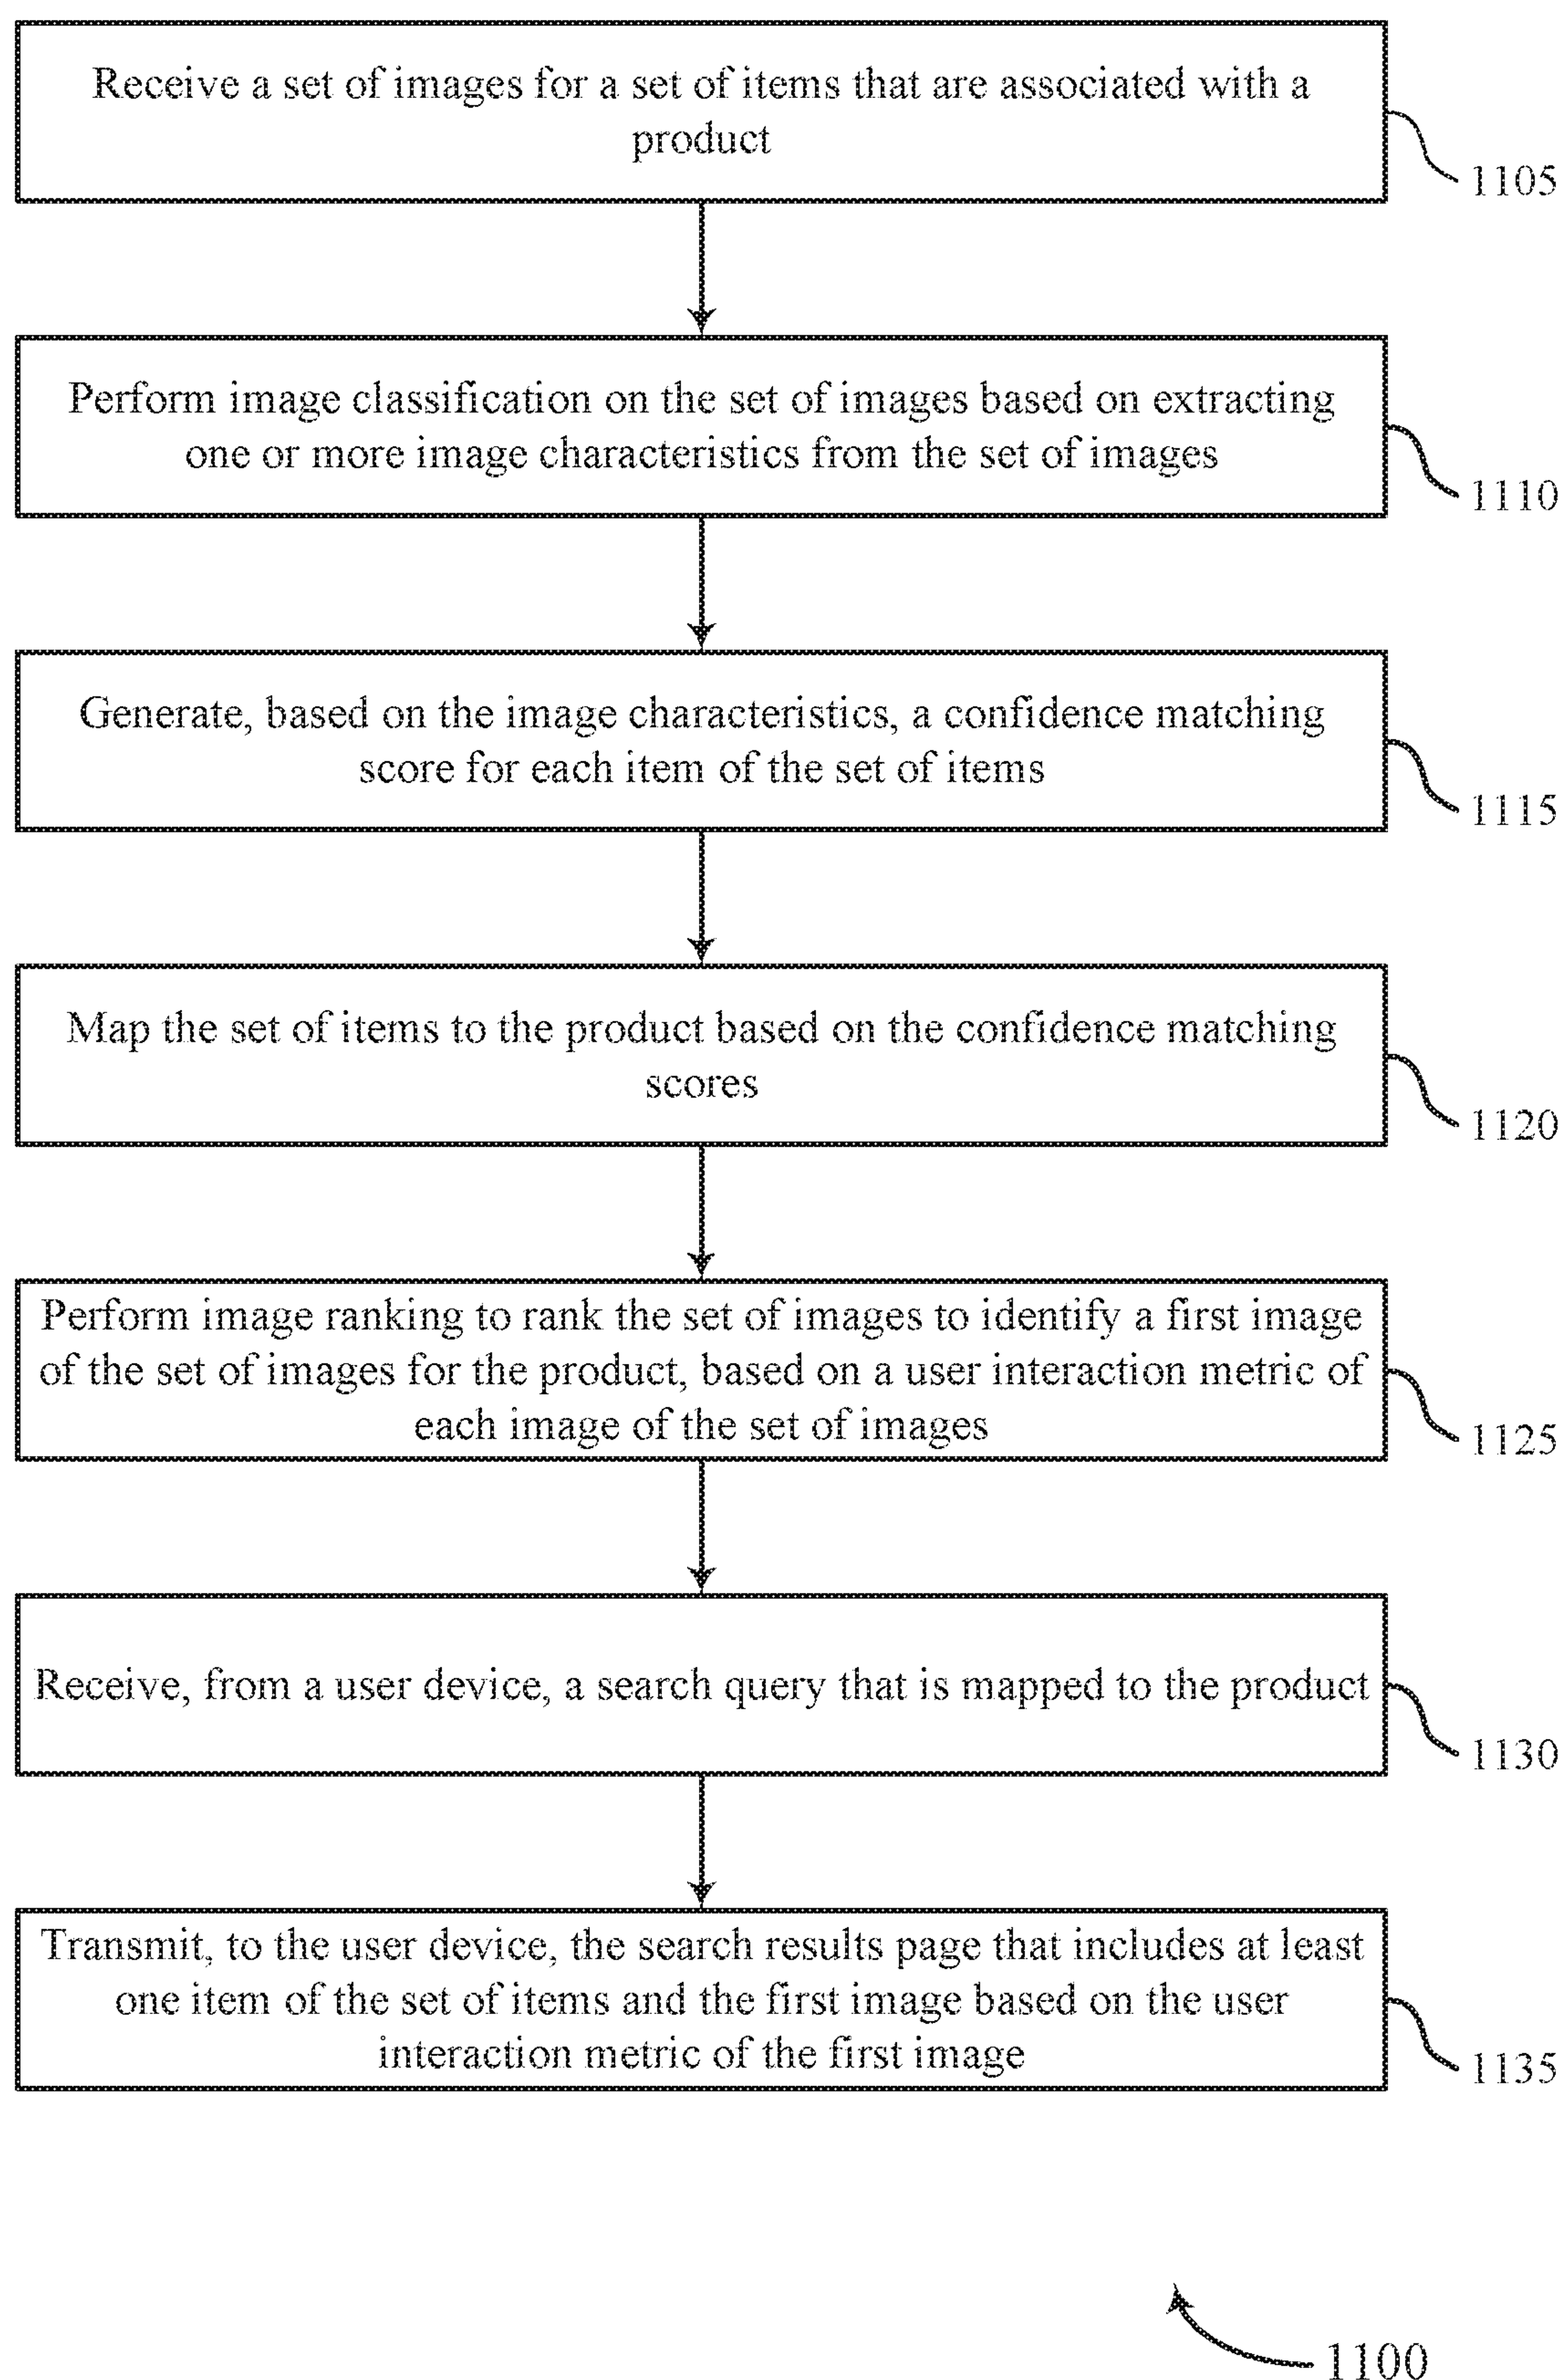 Receive a set of images for a set of items that are associated with a
product
1105
Perform image classification on the set of images based on extracting
one or more image characteristics from the set of images
1110
Generate, based on the image characteristics, a confidence matching
score for each item of the set of items
1115
Map the set of items to the product based on the confidence matching
scores
1120
Perform image ranking to rank the set of images to identify a first image
of the set of images for the product, based on a user interaction metric of
each image of the set of images
1125
Receive, from a user device, a search query that is mapped to the product
1130
Transmit, to the user device, the search results page that includes at least
one item of the set of items and the first image based on the user
interaction metric of the first image
1135
1100